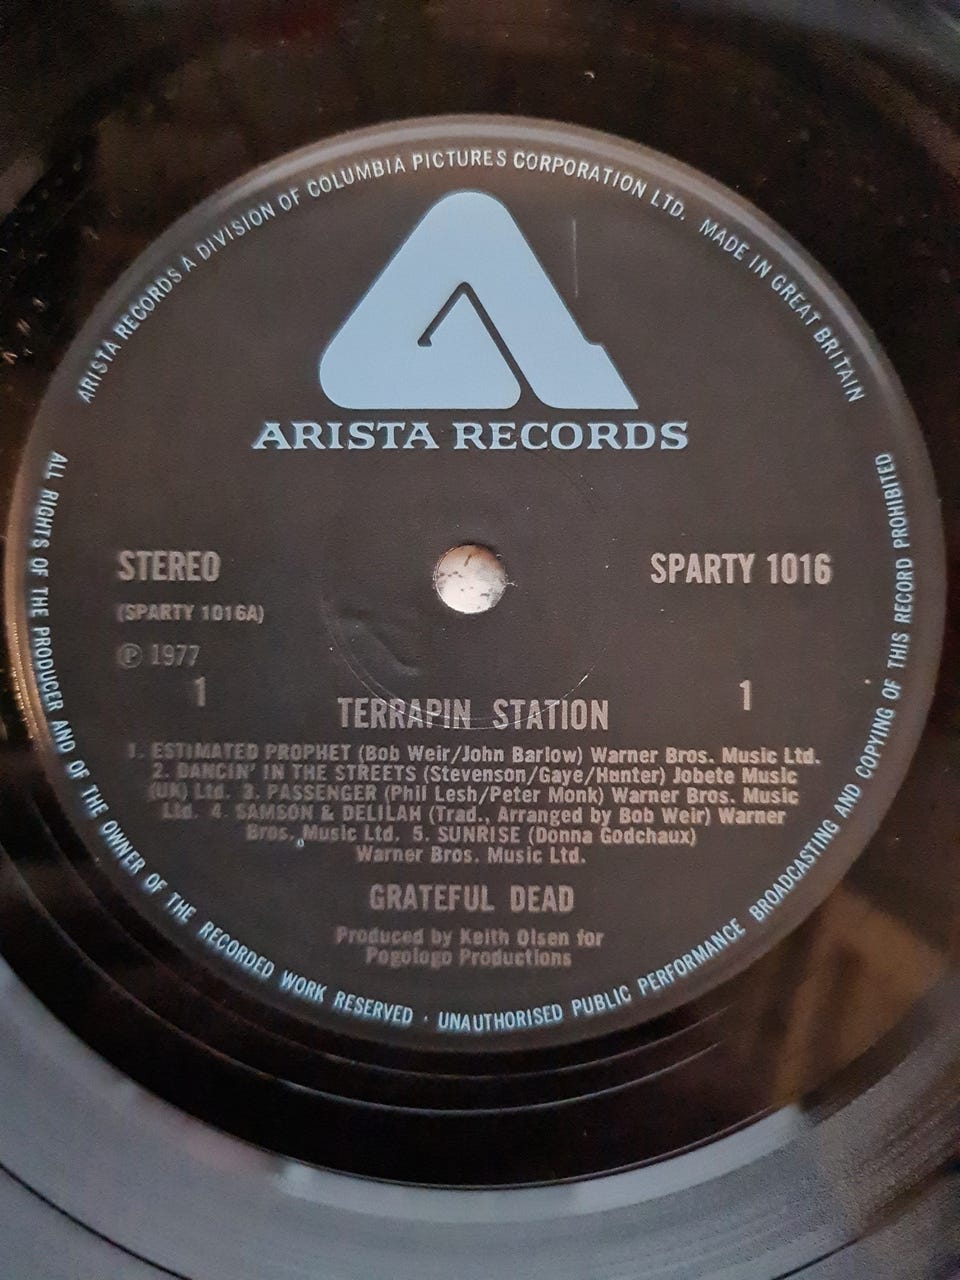 ARISTA RECORDS A DIVISION OF COLUMBIA PICTURES CORPORATION LTD. MADE IN GREAT BRITAIN
ARISTA RECORDS
STEREO
SPARTY 1016
(SPARTY 1016A)
℗ 1977
1
1
TERRAPIN STATION
1. ESTIMATED PROPHET (Bob Weir/John Barlow) Warner Bros. Music Ltd.
2. DANCIN' IN THE STREETS (Stevenson/Gaye/Hunter) Jobete Music
(UK) Ltd. 3. PASSENGER (Phil Lesh/Peter Monk) Warner Bros. Music
Ltd. 4. SAMSON & DELILAH (Trad., Arranged by Bob Weir) Warner
Bros. Music Ltd. 5. SUNRISE (Donna Godchaux)
Warner Bros. Music Ltd.
GRATEFUL DEAD
Produced by Keith Olsen for
Pogologo Productions
ALL RIGHTS OF THE PRODUCER AND OF THE OWNER OF THE RECORDED WORK RESERVED · UNAUTHORISED PUBLIC PERFORMANCE BROADCASTING AND COPYING OF THIS RECORD PROHIBITED